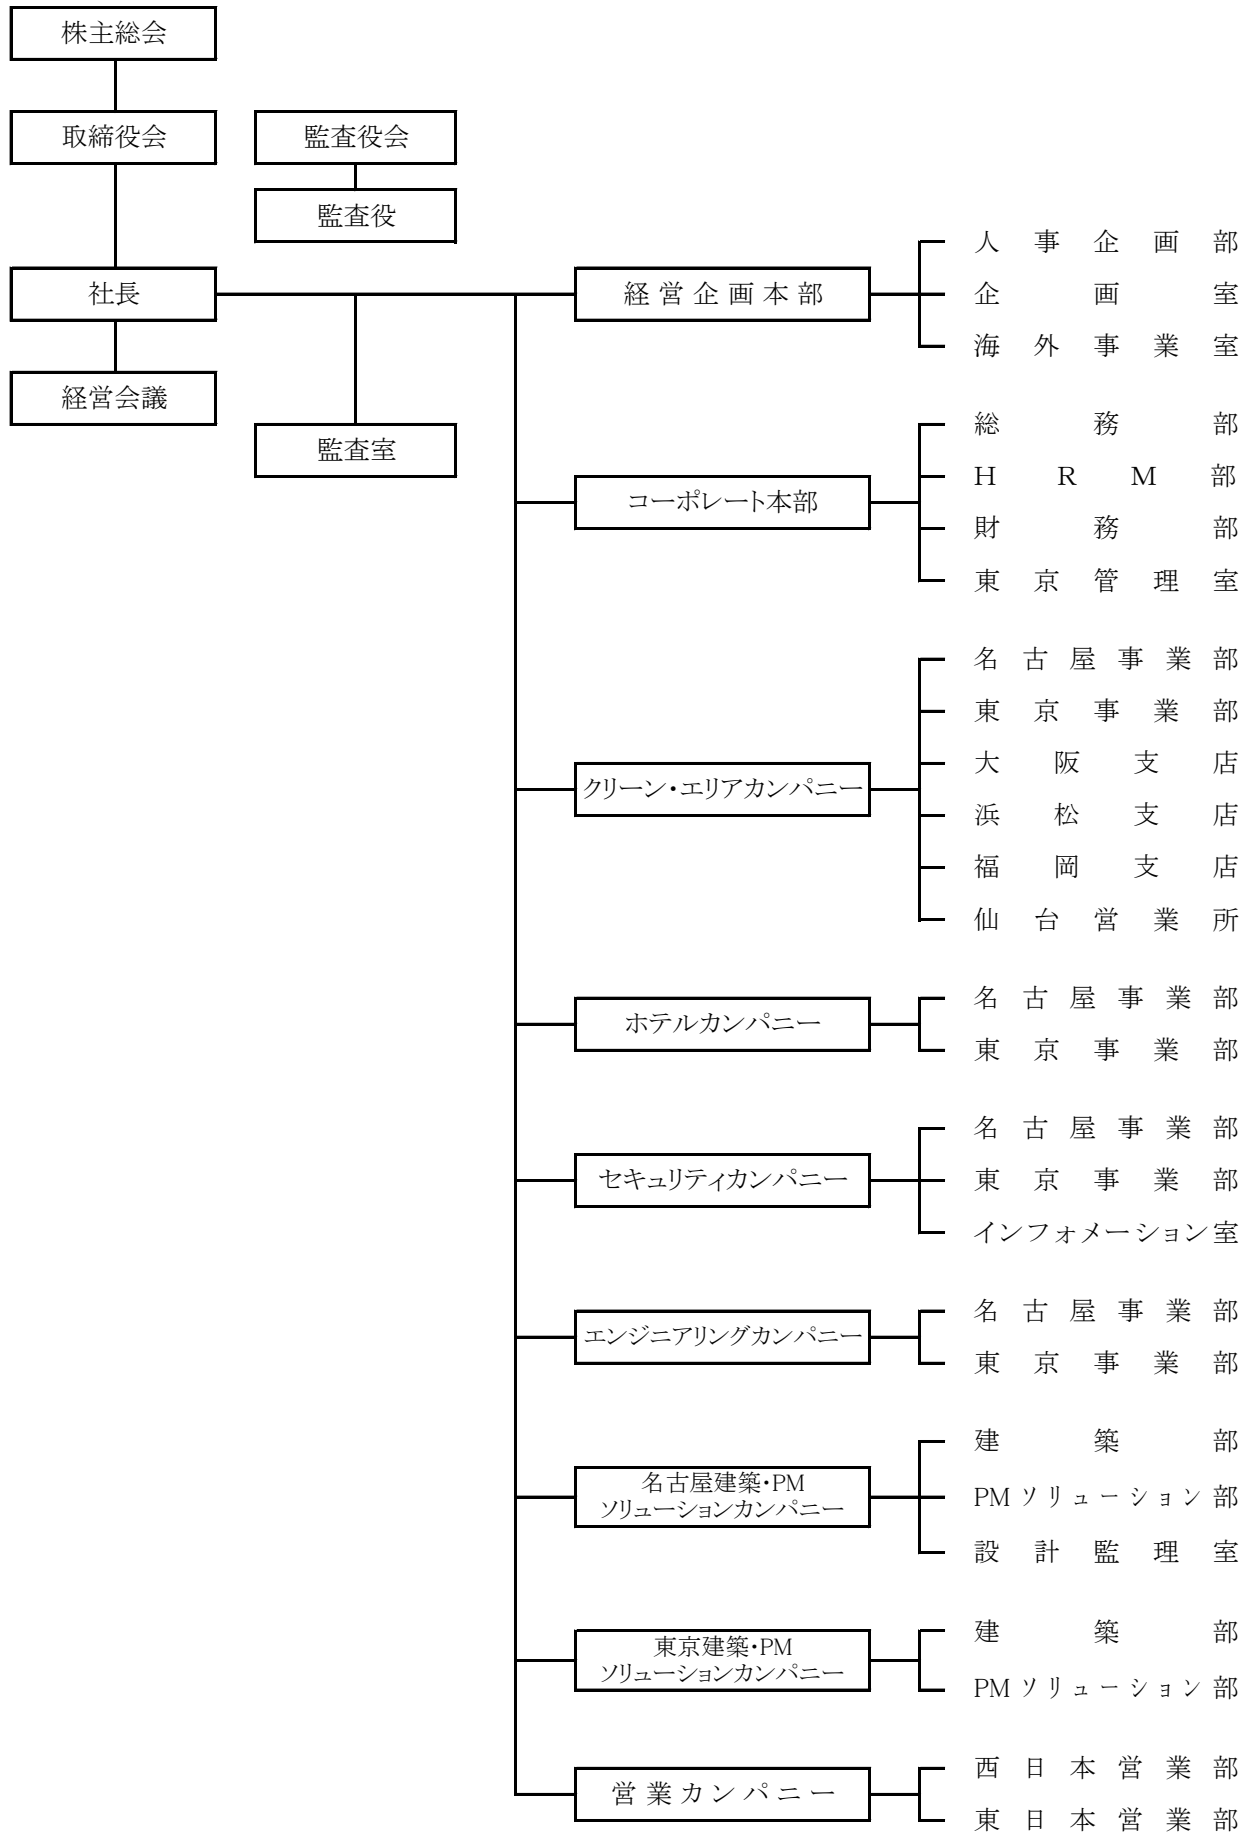 株主総会
取締役会
監査役会
監査役
社長
経営会議
監査室
経営企画本部
人事企画部
企画室
海外事業室
コーポレート本部
総務部
HRM部
財務部
東京管理室
クリーン・エリアカンパニー
名古屋事業部
東京事業部
大阪支店
浜松支店
福岡支店
仙台営業所
ホテルカンパニー
名古屋事業部
東京事業部
セキュリティカンパニー
名古屋事業部
東京事業部
インフォメーション室
エンジニアリングカンパニー
名古屋事業部
東京事業部
名古屋建築・PM
ソリューションカンパニー
建築部
PMソリューション部
設計監理室
東京建築・PM
ソリューションカンパニー
建築部
PMソリューション部
営業カンパニー
西日本営業部
東日本営業部